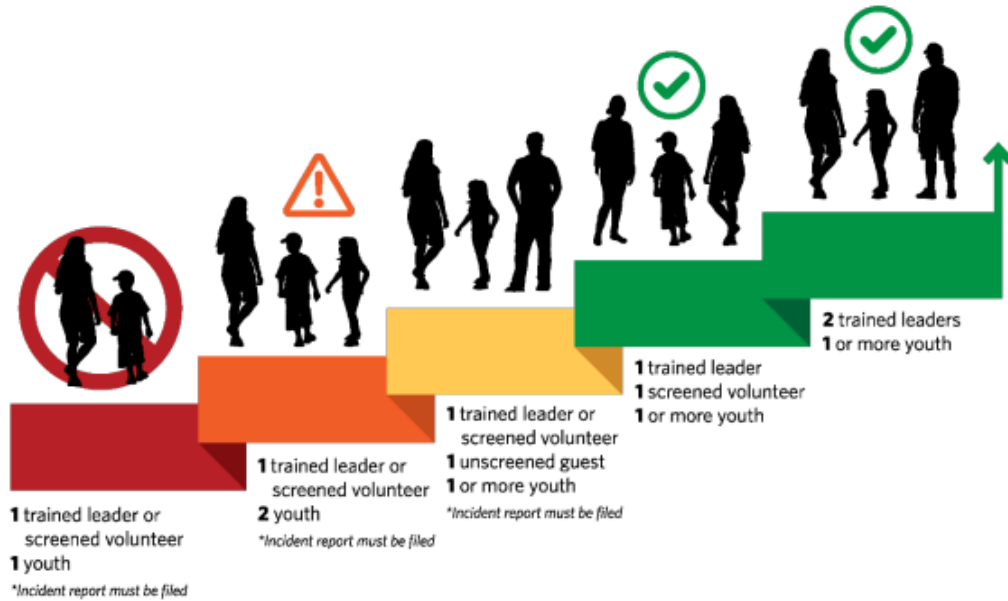 1 trained leader or
screened volunteer
1 youth
*Incident report must be filed
1 trained leader or
screened volunteer
2 youth
*Incident report must be filed
1 trained leader or
screened volunteer
1 unscreened guest
1 or more youth
*Incident report must be filed
1 trained leader
1 screened volunteer
1 or more youth
2 trained leaders
1 or more youth